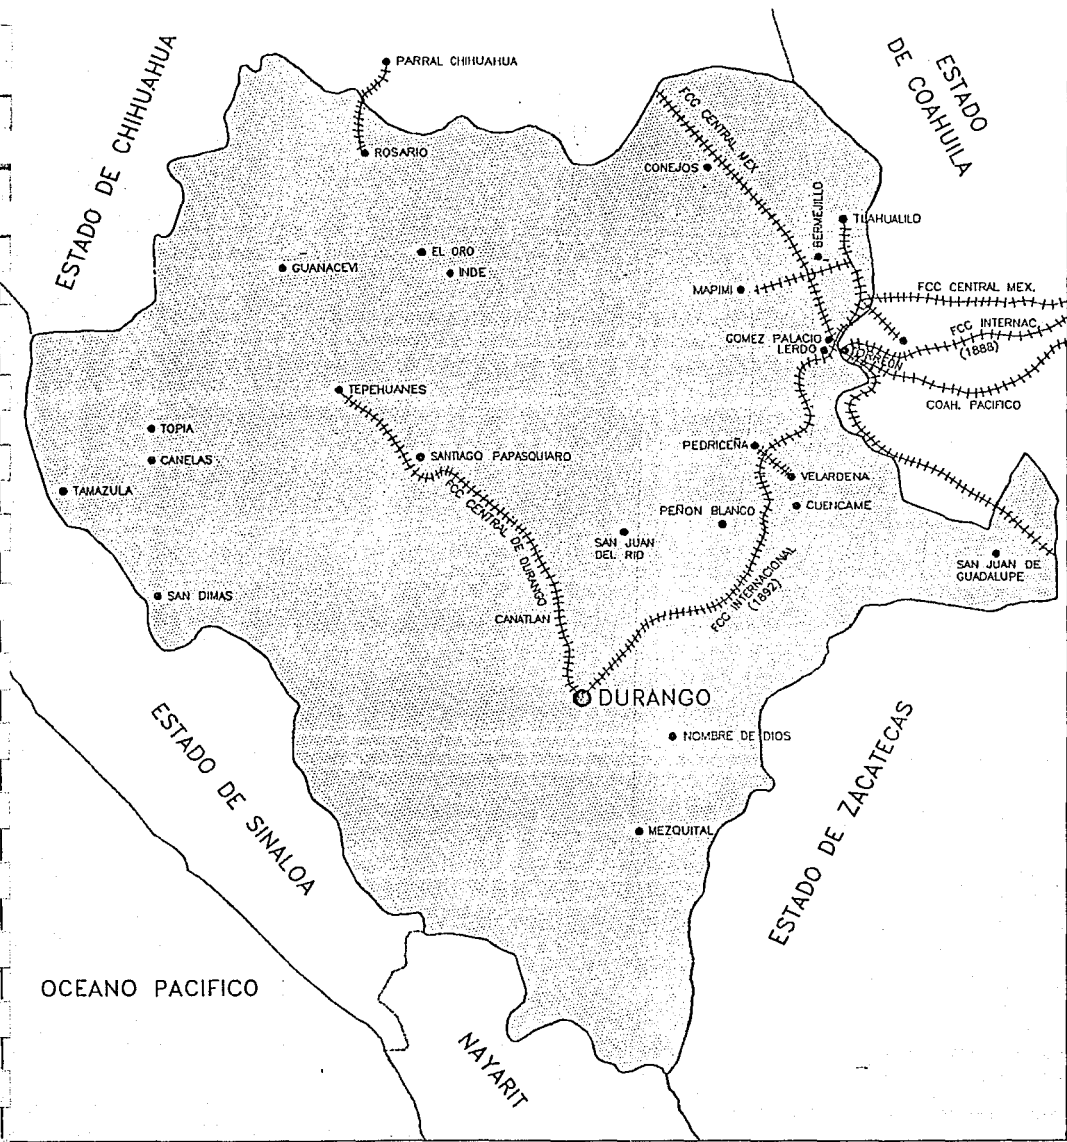 ESTADO DE CHIHUAHUA
PARRAL CHIHUAHUA
ROSARIO
FCC CENTRAL MEX
CONEJOS
ESTADO
DE COAHUILA
BERMEJILLO
TLAHUALILO
EL ORO
INDE
GUANACEVI
MAPIMI
FCC CENTRAL MEX.
FCC INTERNAC.
(1888)
GOMEZ PALACIO
LERDO
TORREON
COAH. PACIFICO
TEPEHUANES
TOPIA
CANELAS
TAMAZULA
SANTIAGO PAPASQUIARO
FCC CENTRAL DE DURANGO
PEDRICEÑA
VELARDENA
CUENCAME
PEÑON BLANCO
SAN JUAN
DEL RIO
SAN JUAN DE
GUADALUPE
SAN DIMAS
CANATLAN
FCC INTERNACIONAL
(1892)
DURANGO
NOMBRE DE DIOS
MEZQUITAL
ESTADO DE SINALOA
ESTADO DE ZACATECAS
OCEANO PACIFICO
NAYARIT